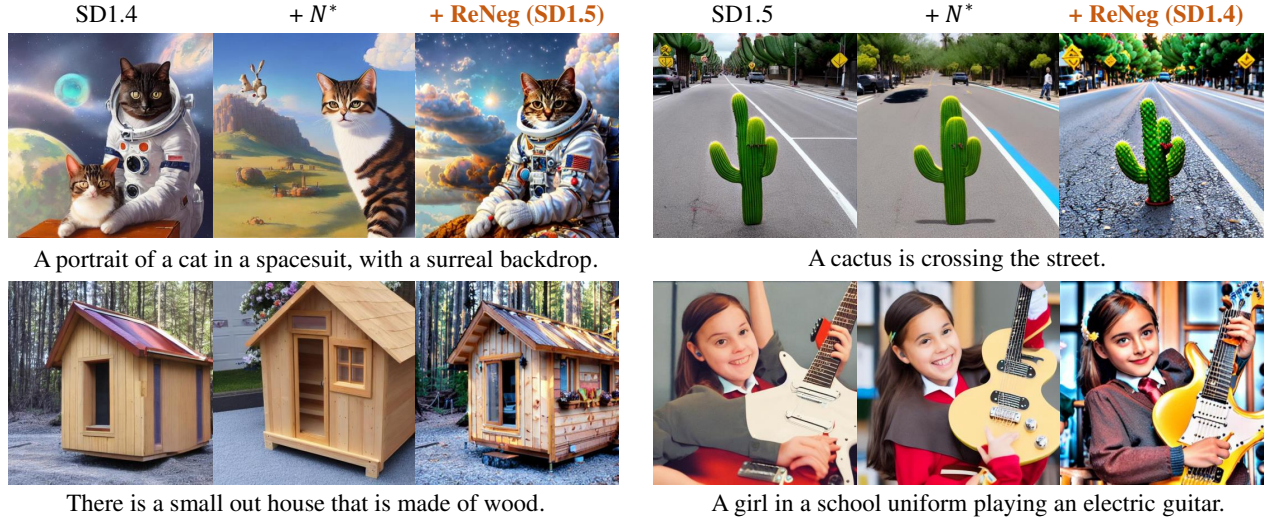 SD1.4 + N* + ReNeg (SD1.5)
SD1.5 + N* + ReNeg (SD1.4)
A portrait of a cat in a spacesuit, with a surreal backdrop.
A cactus is crossing the street.
There is a small out house that is made of wood.
A girl in a school uniform playing an electric guitar.